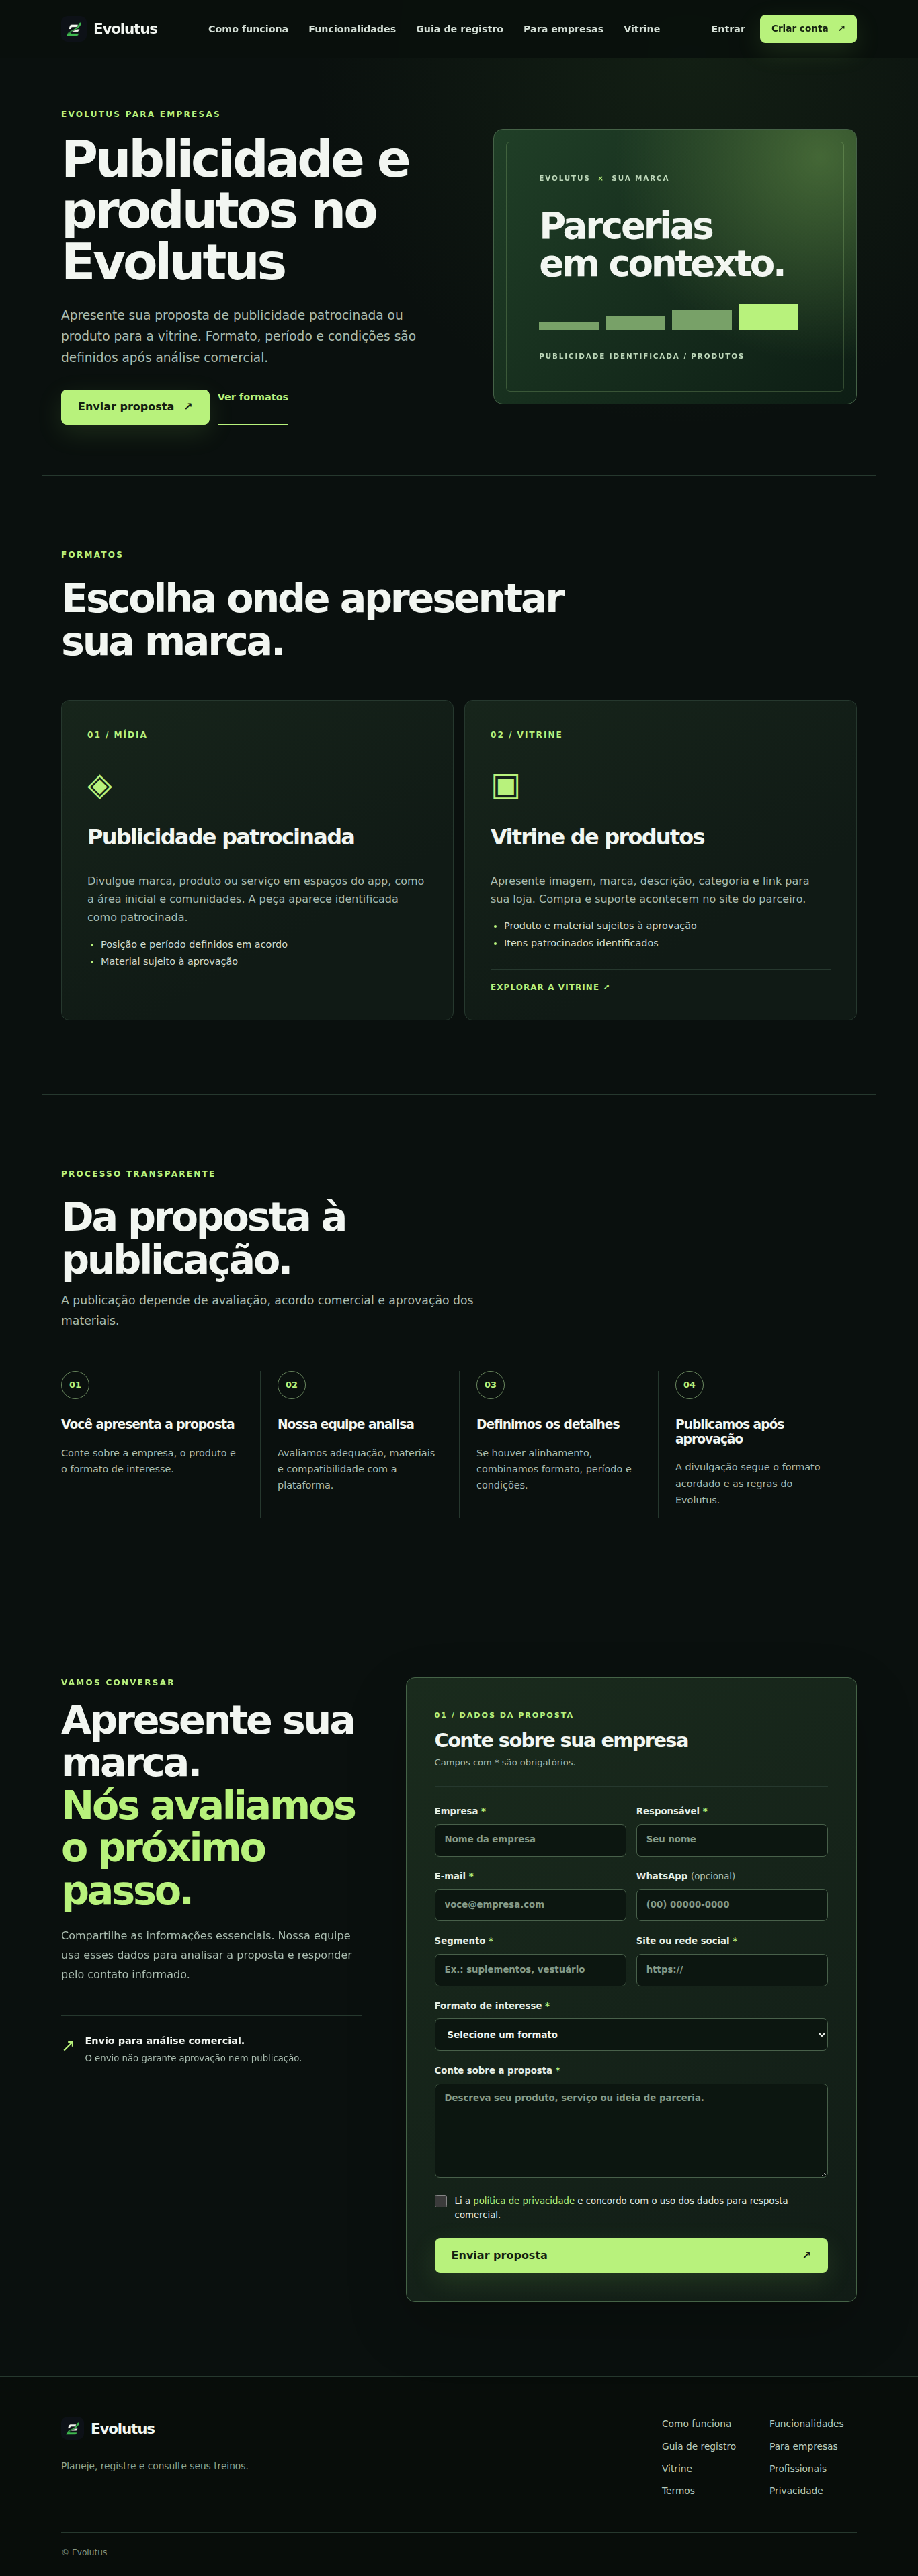 Evolutus
Como funciona
Funcionalidades
Guia de registro
Para empresas
Vitrine
Entrar
Criar conta ↗
EVOLUTUS PARA EMPRESAS
Publicidade e
produtos no
Evolutus
Apresente sua proposta de publicidade patrocinada ou
produto para a vitrine. Formato, período e condições são
definidos após análise comercial.
Enviar proposta ↗
Ver formatos
EVOLUTUS × SUA MARCA
Parcerias
em contexto.
PUBLICIDADE IDENTIFICADA / PRODUTOS
FORMATOS
Escolha onde apresentar
sua marca.
01 / MÍDIA
Publicidade patrocinada
Divulgue marca, produto ou serviço em espaços do app, como
a área inicial e comunidades. A peça aparece identificada
como patrocinada.
• Posição e período definidos em acordo
• Material sujeito à aprovação
02 / VITRINE
Vitrine de produtos
Apresente imagem, marca, descrição, categoria e link para
sua loja. Compra e suporte acontecem no site do parceiro.
• Produto e material sujeitos à aprovação
• Itens patrocinados identificados
EXPLORAR A VITRINE ↗
PROCESSO TRANSPARENTE
Da proposta à
publicação.
A publicação depende de avaliação, acordo comercial e aprovação dos
materiais.
01
Você apresenta a proposta
Conte sobre a empresa, o produto e
o formato de interesse.
02
Nossa equipe analisa
Avaliamos adequação, materiais
e compatibilidade com a
plataforma.
03
Definimos os detalhes
Se houver alinhamento,
combinamos formato, período e
condições.
04
Publicamos após
aprovação
A divulgação segue o formato
acordado e as regras do
Evolutus.
VAMOS CONVERSAR
Apresente sua
marca.
Nós avaliamos
o próximo
passo.
Compartilhe as informações essenciais. Nossa equipe
usa esses dados para analisar a proposta e responder
pelo contato informado.
↗ Envio para análise comercial.
O envio não garante aprovação nem publicação.
01 / DADOS DA PROPOSTA
Conte sobre sua empresa
Campos com * são obrigatórios.
Empresa *
Nome da empresa
Responsável *
Seu nome
E-mail *
voce@empresa.com
WhatsApp (opcional)
(00) 00000-0000
Segmento *
Ex.: suplementos, vestuário
Site ou rede social *
https://
Formato de interesse *
Selecione um formato
Conte sobre a proposta *
Descreva seu produto, serviço ou ideia de parceria.
Li a política de privacidade e concordo com o uso dos dados para resposta
comercial.
Enviar proposta ↗
Evolutus
Planeje, registre e consulte seus treinos.
Como funciona
Funcionalidades
Guia de registro
Para empresas
Vitrine
Profissionais
Termos
Privacidade
© Evolutus